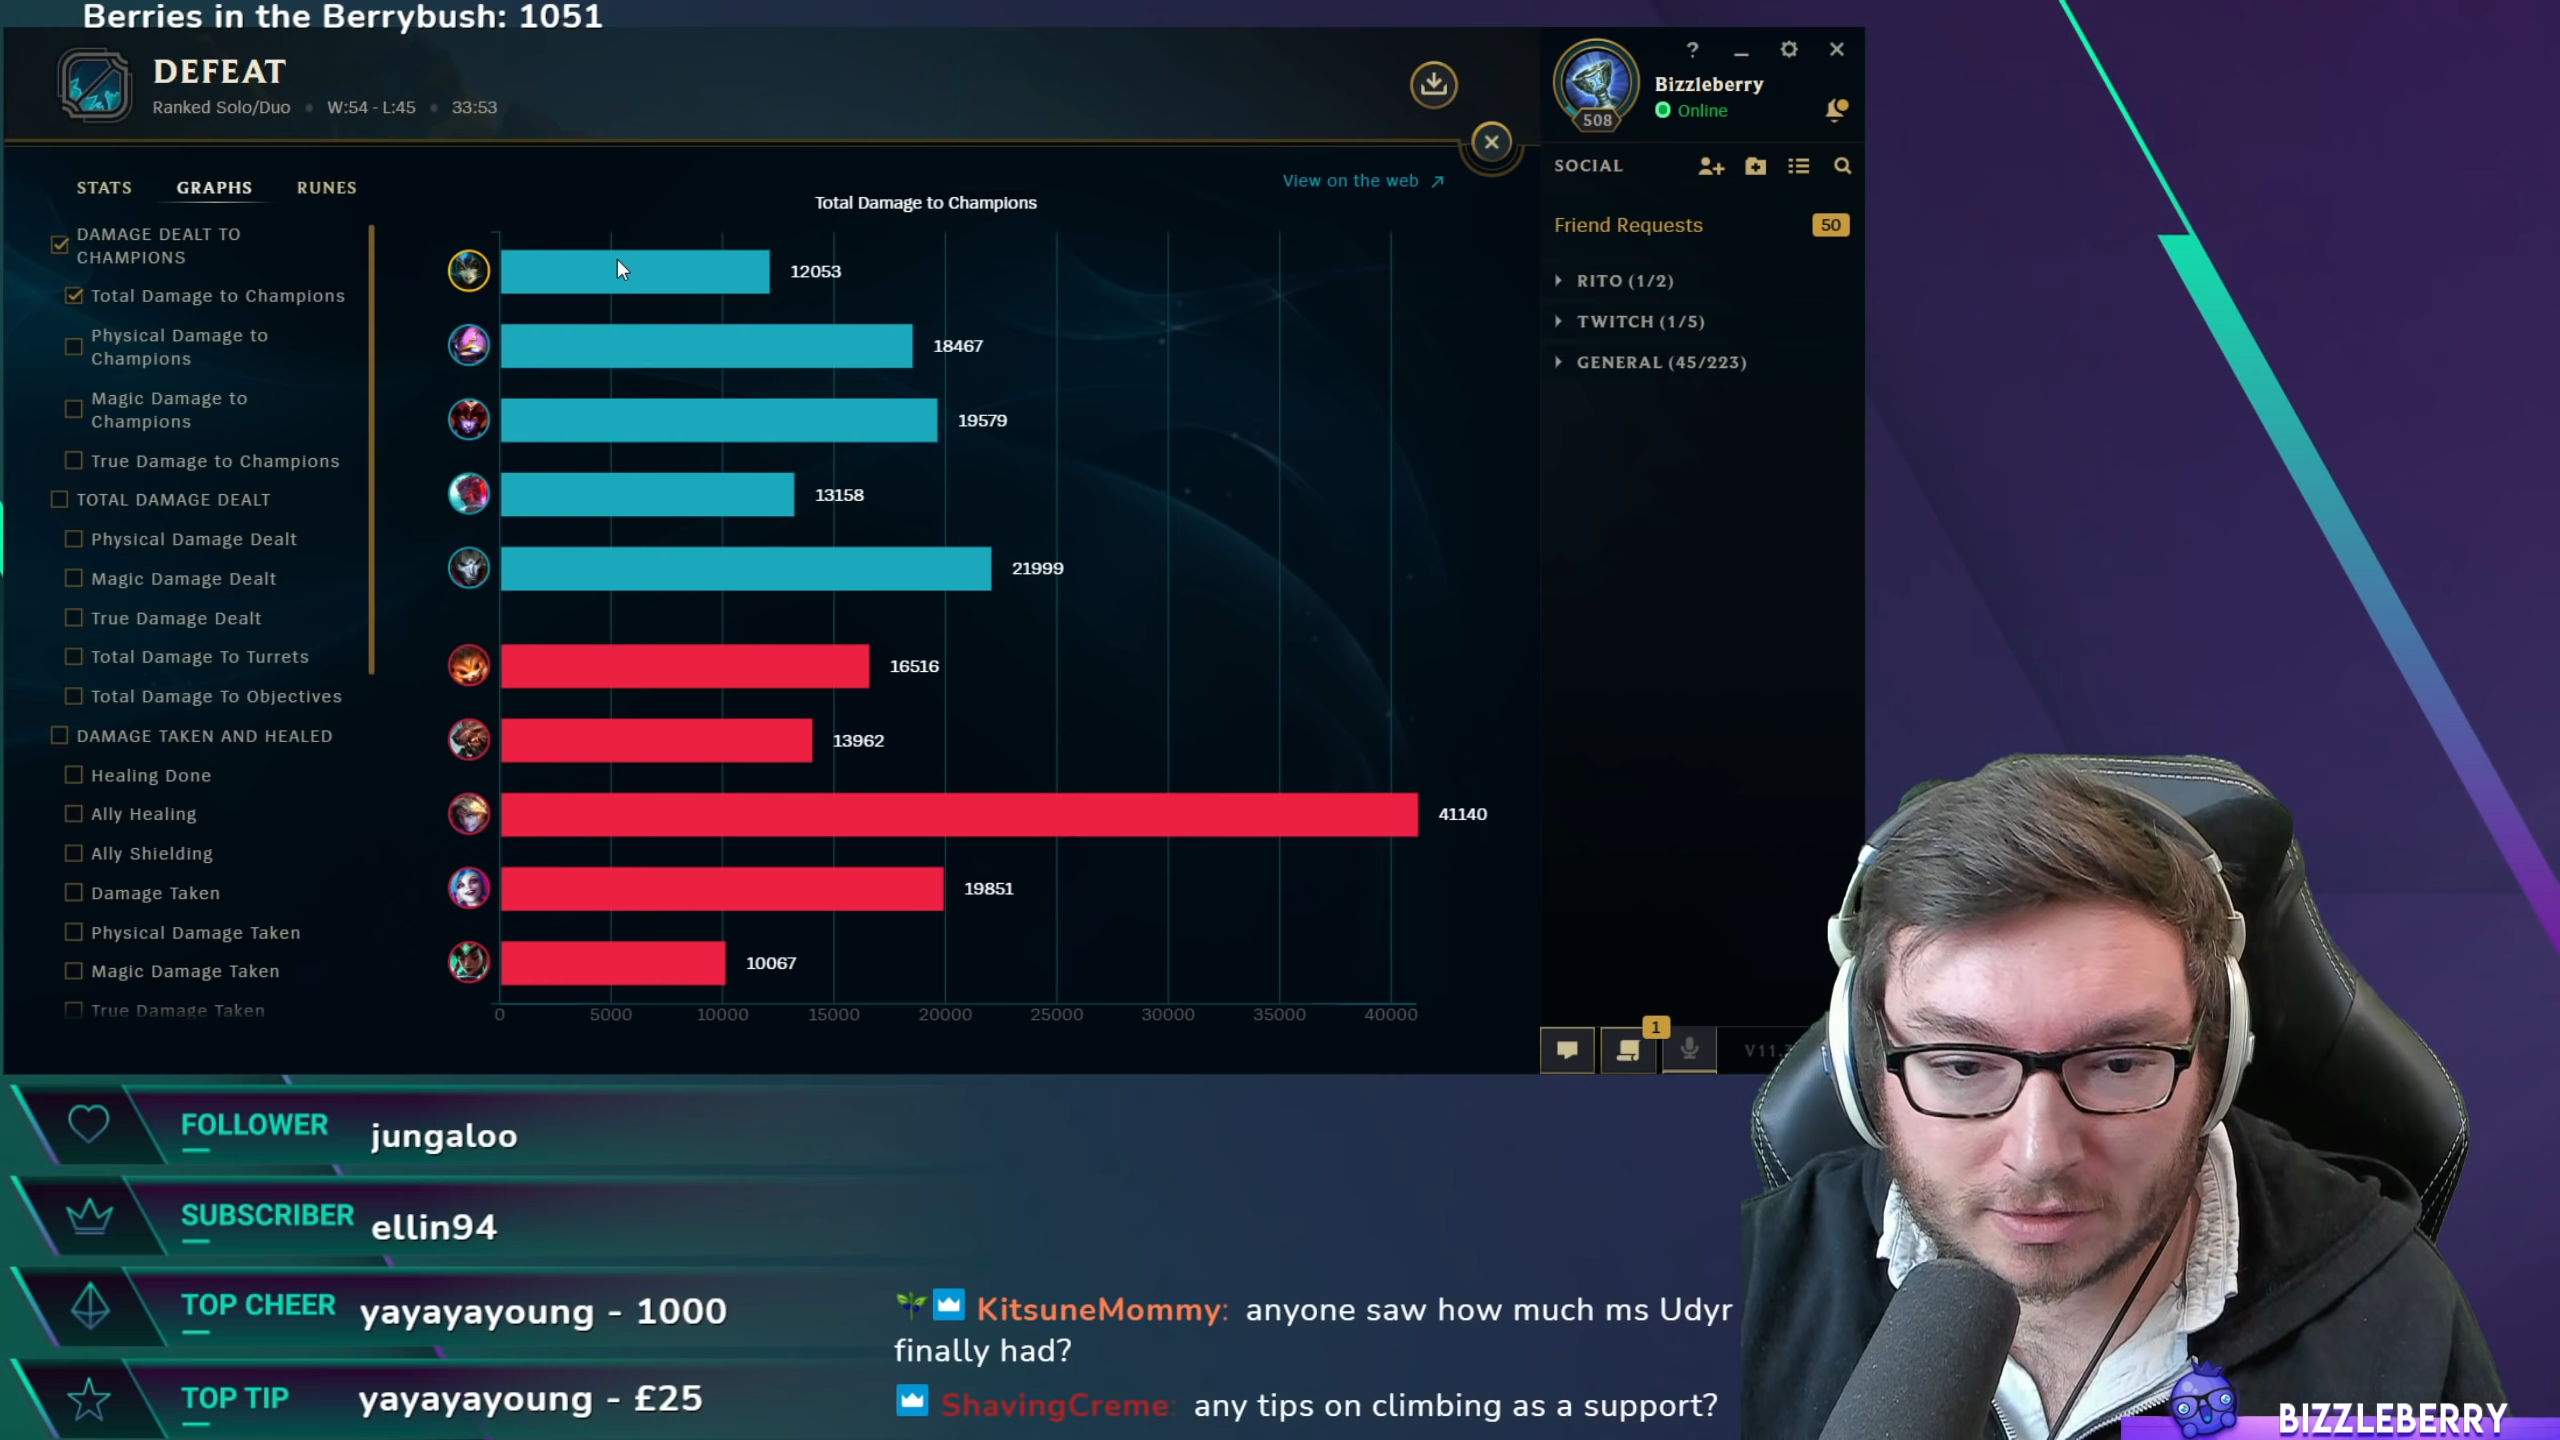 Berries in the Berrybush: 1051
DEFEAT
Ranked Solo/Duo • W:54 - L:45 • 33:53
STATS GRAPHS RUNES
View on the web
Total Damage to Champions
DAMAGE DEALT TO
CHAMPIONS
Total Damage to Champions
Physical Damage to
Champions
Magic Damage to
Champions
True Damage to Champions
TOTAL DAMAGE DEALT
Physical Damage Dealt
Magic Damage Dealt
True Damage Dealt
Total Damage To Turrets
Total Damage To Objectives
DAMAGE TAKEN AND HEALED
Healing Done
Ally Healing
Ally Shielding
Damage Taken
Physical Damage Taken
Magic Damage Taken
True Damage Taken
12053
18467
19579
13158
21999
16516
13962
41140
19851
10067
0 5000 10000 15000 20000 25000 30000 35000 40000
508
Bizzleberry
Online
?
SOCIAL
Friend Requests 50
RITO (1/2)
TWITCH (1/5)
GENERAL (45/223)
1
FOLLOWER jungaloo
SUBSCRIBER ellin94
TOP CHEER yayayayoung - 1000
TOP TIP yayayayoung - £25
KitsuneMommy: anyone saw how much ms Udyr
finally had?
ShavingCreme: any tips on climbing as a support?
BIZZLEBERRY